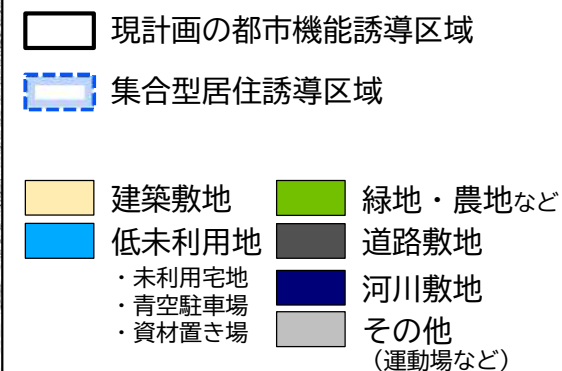 現計画の都市機能誘導区域
集合型居住誘導区域
建築敷地
低未利用地
・未利用宅地
・青空駐車場
・資材置き場
緑地・農地など
道路敷地
河川敷地
その他
（運動場など）